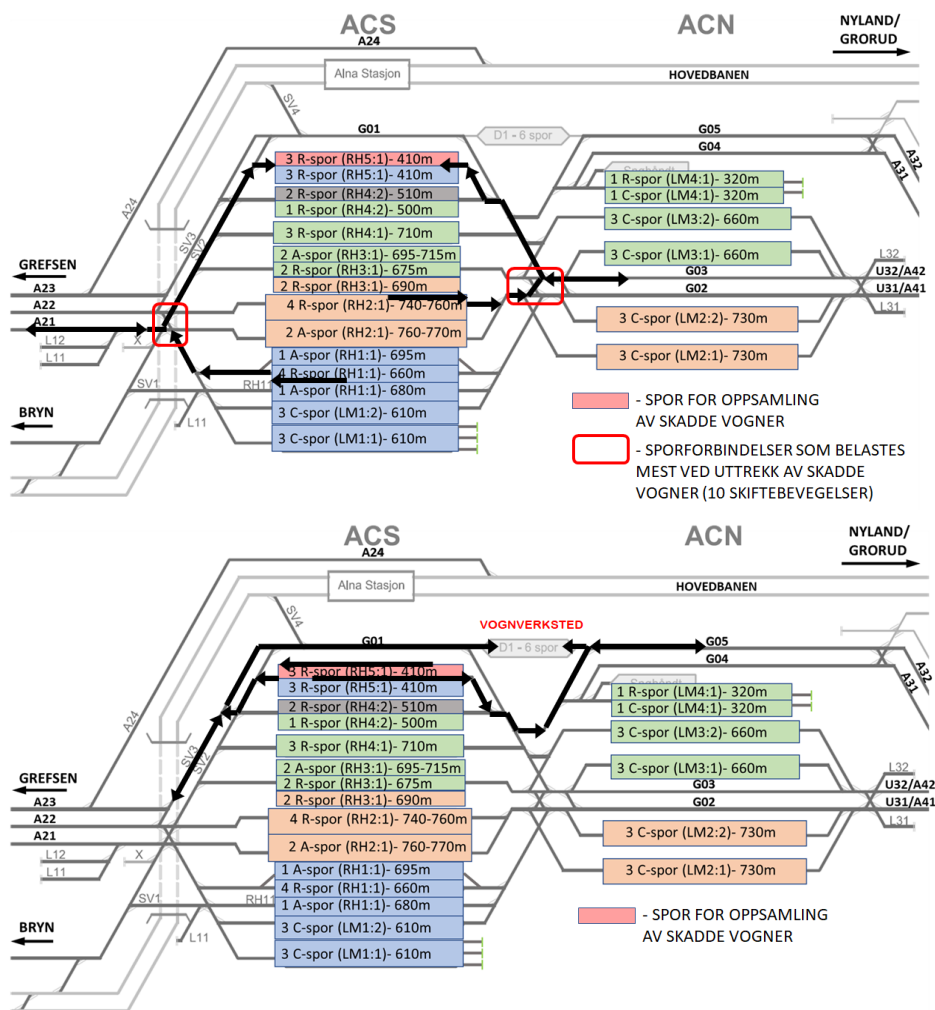 ACS
ACN
NYLAND/
GRORUD
A24
Alna Stasjon
HOVEDBANEN
SV4
G01
D1 - 6 spor
G05
G04
A32
A31
3 R-spor (RH5:1)- 410m
3 R-spor (RH5:1)- 410m
2 R-spor (RH4:2)- 510m
1 R-spor (RH4:2)- 500m
3 R-spor (RH4:1)- 710m
2 A-spor (RH3:1)- 695-715m
2 R-spor (RH3:1)- 675m
2 R-spor (RH3:1)- 690m
4 R-spor (RH2:1)- 740-760m
2 A-spor (RH2:1)- 760-770m
1 A-spor (RH1:1)- 695m
4 R-spor (RH1:1)- 660m
1 A-spor (RH1:1)- 680m
3 C-spor (LM1:2)- 610m
3 C-spor (LM1:1)- 610m
1 R-spor (LM4:1)- 320m
1 C-spor (LM4:1)- 320m
3 C-spor (LM3:2)- 660m
3 C-spor (LM3:1)- 660m
G03
G02
3 C-spor (LM2:2)- 730m
3 C-spor (LM2:1)- 730m
L32
U32/A42
U31/A41
L31
A24
SV3
SV2
GREFSEN
A23
A22
A21
L12
L11
X
SV1
RH11
L11
BRYN
- SPOR FOR OPPSAMLING
AV SKADDE VOGNER
- SPORFORBINDELSER SOM BELASTES
MEST VED UTTREKK AV SKADDE
VOGNER (10 SKIFTEBEVEGELSER)
ACS
ACN
NYLAND/
GRORUD
A24
Alna Stasjon
HOVEDBANEN
SV4
VOGNVERKSTED
G01
D1 - 6 spor
G05
G04
A32
A31
3 R-spor (RH5:1)- 410m
3 R-spor (RH5:1)- 410m
2 R-spor (RH4:2)- 510m
1 R-spor (RH4:2)- 500m
3 R-spor (RH4:1)- 710m
2 A-spor (RH3:1)- 695-715m
2 R-spor (RH3:1)- 675m
2 R-spor (RH3:1)- 690m
4 R-spor (RH2:1)- 740-760m
2 A-spor (RH2:1)- 760-770m
1 A-spor (RH1:1)- 695m
4 R-spor (RH1:1)- 660m
1 A-spor (RH1:1)- 680m
3 C-spor (LM1:2)- 610m
3 C-spor (LM1:1)- 610m
1 R-spor (LM4:1)- 320m
1 C-spor (LM4:1)- 320m
3 C-spor (LM3:2)- 660m
3 C-spor (LM3:1)- 660m
G03
G02
3 C-spor (LM2:2)- 730m
3 C-spor (LM2:1)- 730m
L32
U32/A42
U31/A41
L31
A24
SV3
SV2
GREFSEN
A23
A22
A21
L12
L11
X
SV1
RH11
L11
BRYN
- SPOR FOR OPPSAMLING
AV SKADDE VOGNER